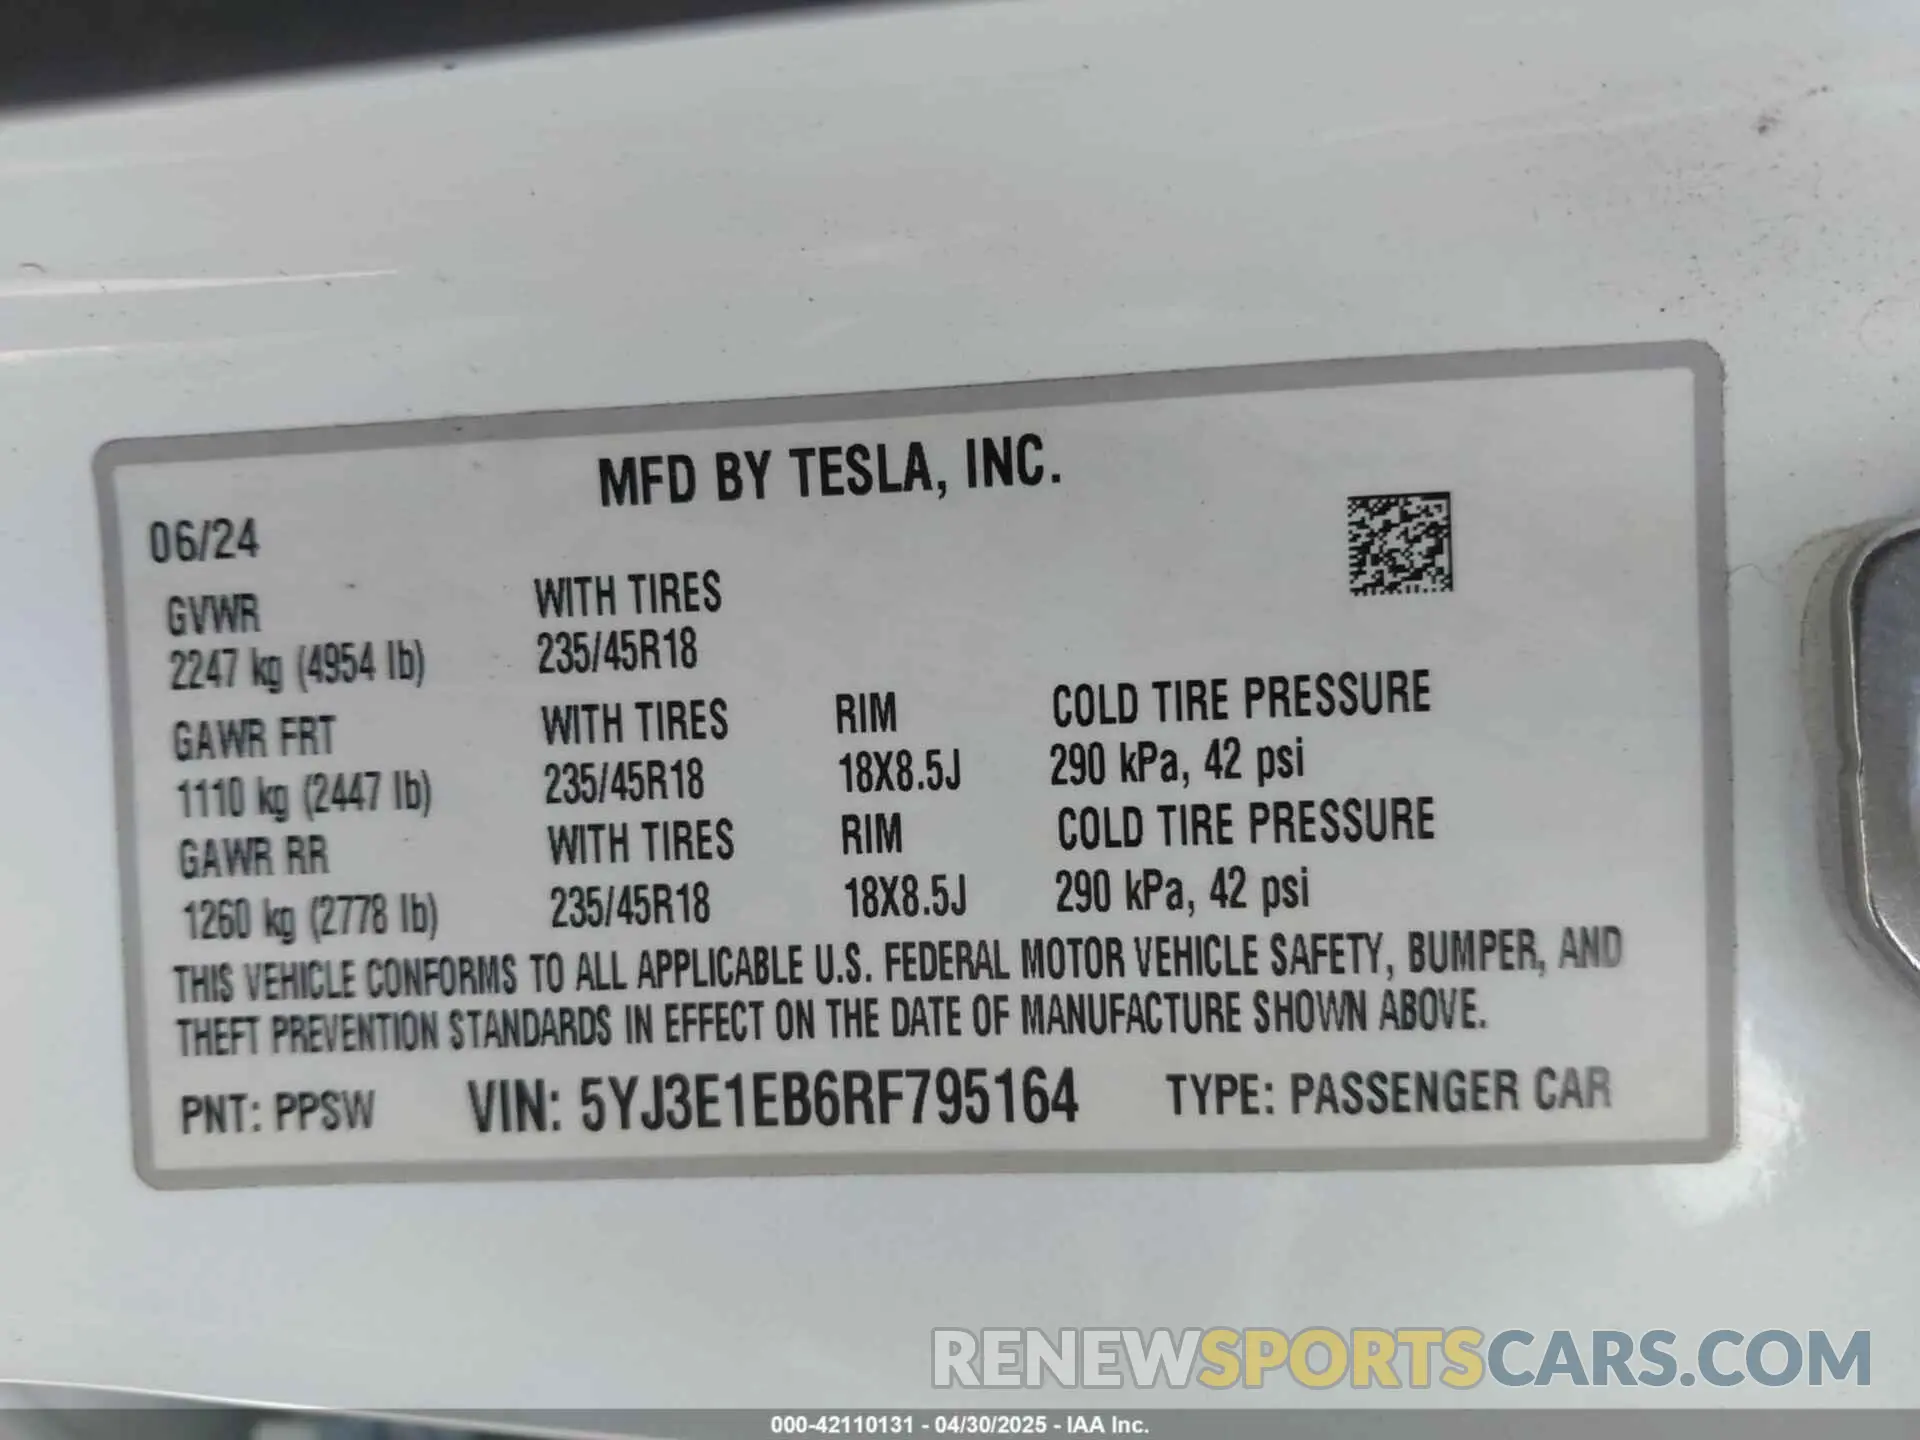 MFD BY TESLA, INC.
06/24
GVWR WITH TIRES
2247 kg (4954 lb) 235/45R18
GAWR FRT WITH TIRES RIM COLD TIRE PRESSURE
1110 kg (2447 lb) 235/45R18 18X8.5J 290 kPa, 42 psi
GAWR RR WITH TIRES RIM COLD TIRE PRESSURE
1260 kg (2778 lb) 235/45R18 18X8.5J 290 kPa, 42 psi
THIS VEHICLE CONFORMS TO ALL APPLICABLE U.S. FEDERAL MOTOR VEHICLE SAFETY, BUMPER, AND
THEFT PREVENTION STANDARDS IN EFFECT ON THE DATE OF MANUFACTURE SHOWN ABOVE.
PNT: PPSW VIN: 5YJ3E1EB6RF795164 TYPE: PASSENGER CAR
RENEWSPORTSCARS.COM
000-42110131 - 04/30/2025 - IAA Inc.